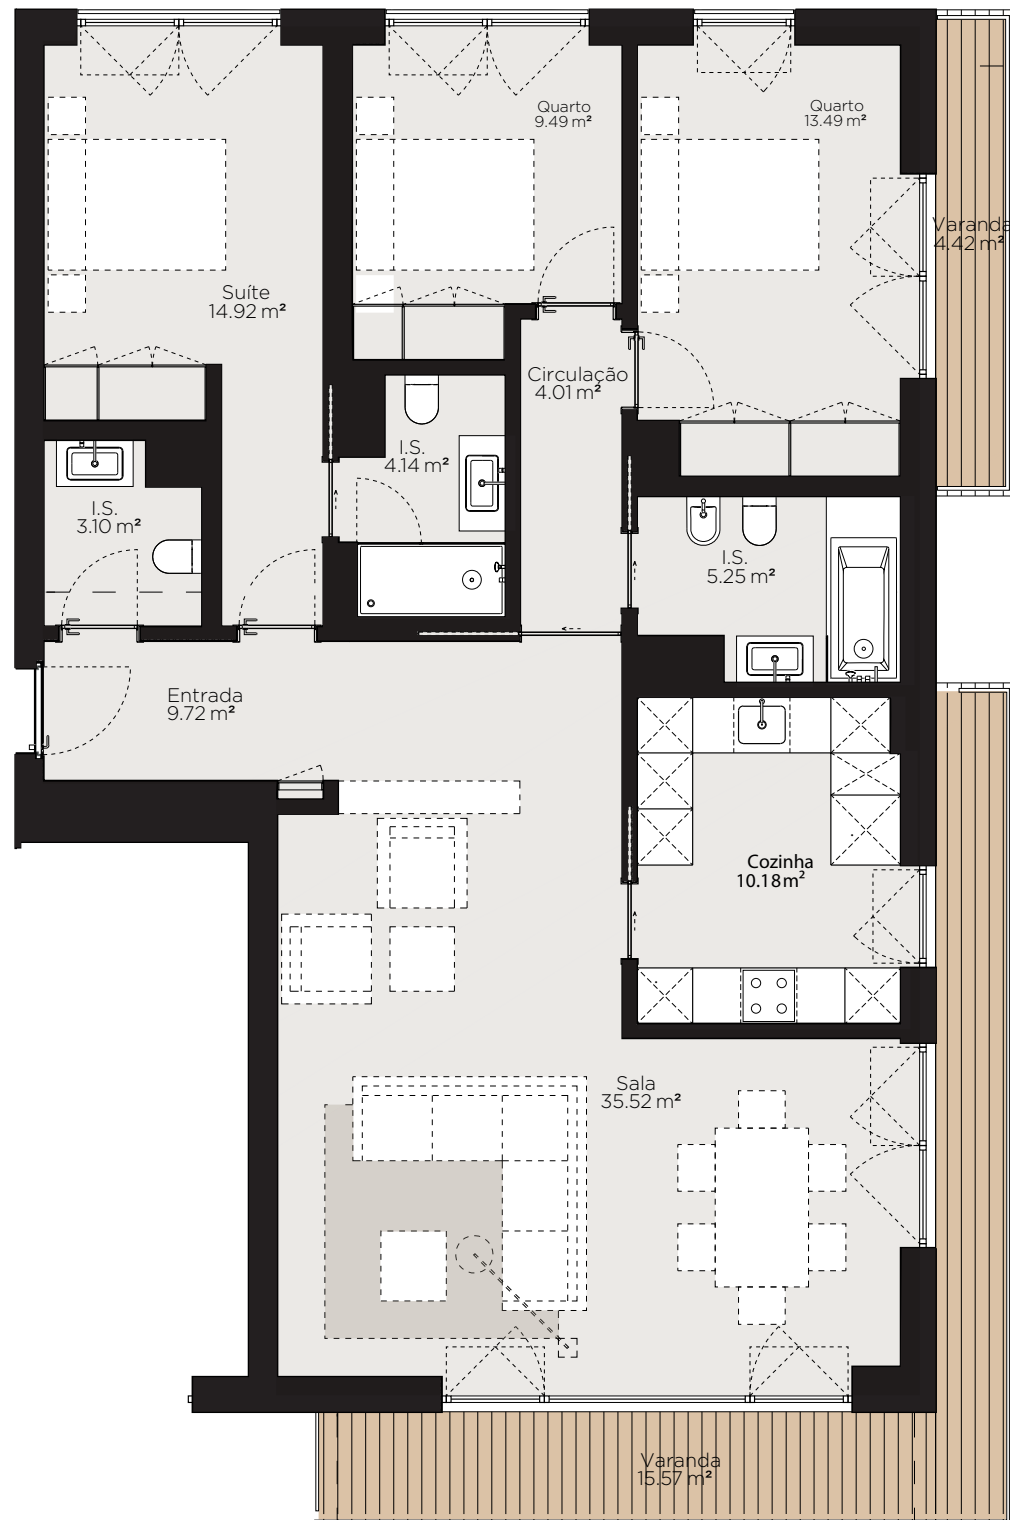 Quarto
9.49 m²
Quarto
13.49 m²
Varanda
4.42 m²
Suíte
14.92 m²
Circulação
4.01 m²
I.S.
4.14 m²
I.S.
3.10 m²
I.S.
5.25 m²
Entrada
9.72 m²
Cozinha
10.18 m²
Sala
35.52 m²
Varanda
15.57 m²